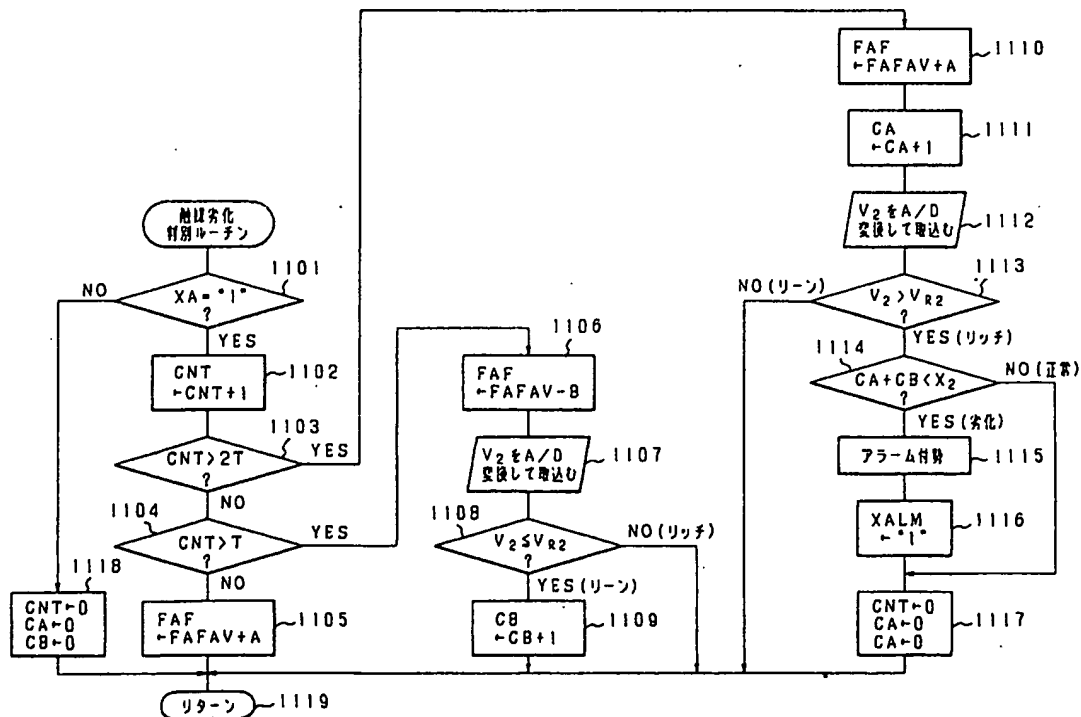 触媒劣化
判別ルーチン
1101
XA="1"
?
NO
YES
CNT
←CNT+1
1102
1103
CNT>2T
?
YES
NO
1104
CNT>T
?
YES
NO
1118
CNT←0
CA←0
CB←0
FAF
←FAFAV+A
1105
リターン
1119
1106
FAF
←FAFAV-B
V2をA/D
変換して取込む
1107
1108
V2≦VR2
?
NO(リッチ)
YES(リーン)
CB
←CB+1
1109
FAF
←FAFAV+A
1110
CA
←CA+1
1111
V2をA/D
変換して取込む
1112
1113
V2>VR2
?
NO(リーン)
YES(リッチ)
1114
CA+CB<X2
?
NO(正常)
YES(劣化)
アラーム付勢
1115
XALM
←"1"
1116
CNT←0
CA←0
CA←0
1117